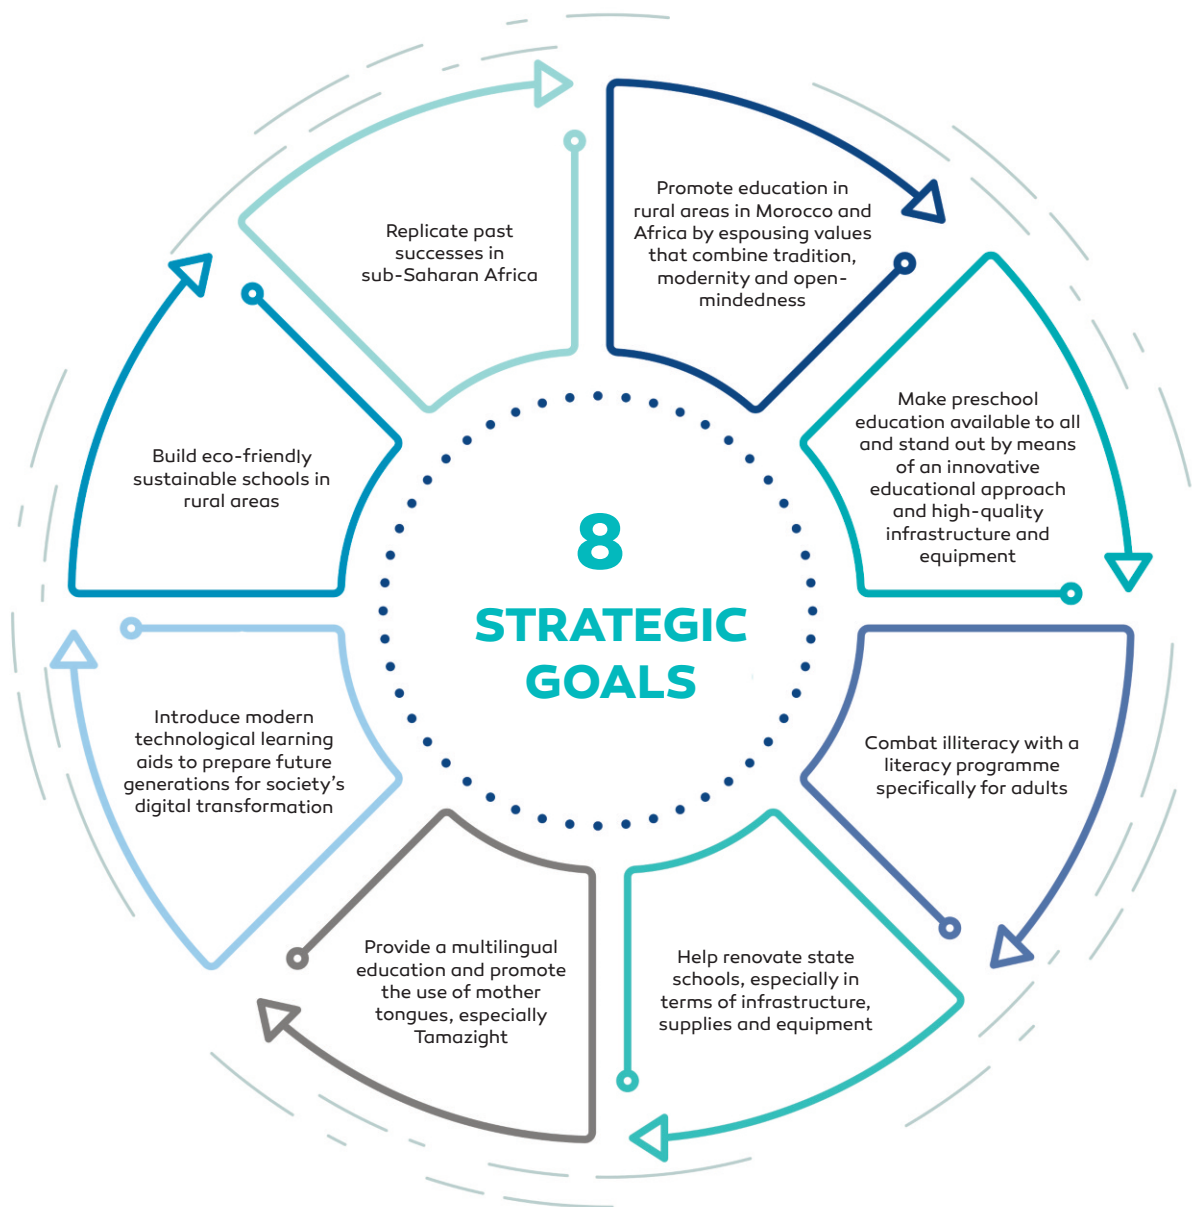 8
STRATEGIC
GOALS
Promote education in
rural areas in Morocco and
Africa by espousing values
that combine tradition,
modernity and open-
mindedness
Make preschool
education available to all
and stand out by means
of an innovative
educational approach
and high-quality
infrastructure and
equipment
Combat illiteracy with a
literacy programme
specifically for adults
Help renovate state
schools, especially in
terms of infrastructure,
supplies and equipment
Provide a multilingual
education and promote
the use of mother
tongues, especially
Tamazight
Introduce modern
technological learning
aids to prepare future
generations for society’s
digital transformation
Build eco-friendly
sustainable schools in
rural areas
Replicate past
successes in
sub-Saharan Africa